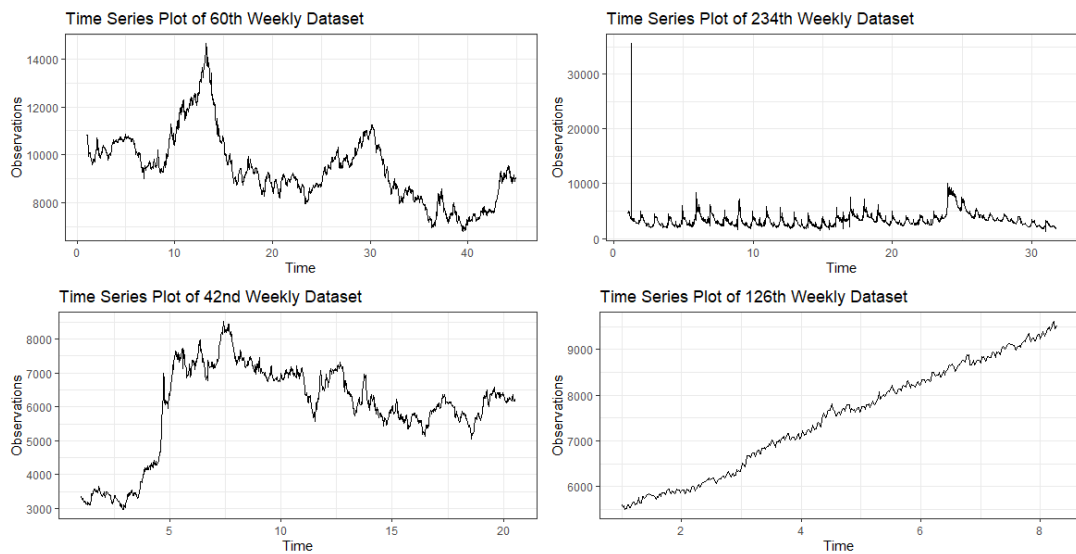 Time Series Plot of 60th Weekly Dataset
14000
12000
10000
8000
Observations
0 10 20 30 40
Time
Time Series Plot of 234th Weekly Dataset
30000
20000
10000
0
Observations
0 10 20 30
Time
Time Series Plot of 42nd Weekly Dataset
8000
7000
6000
5000
4000
3000
Observations
5 10 15 20
Time
Time Series Plot of 126th Weekly Dataset
9000
8000
7000
6000
Observations
2 4 6 8
Time